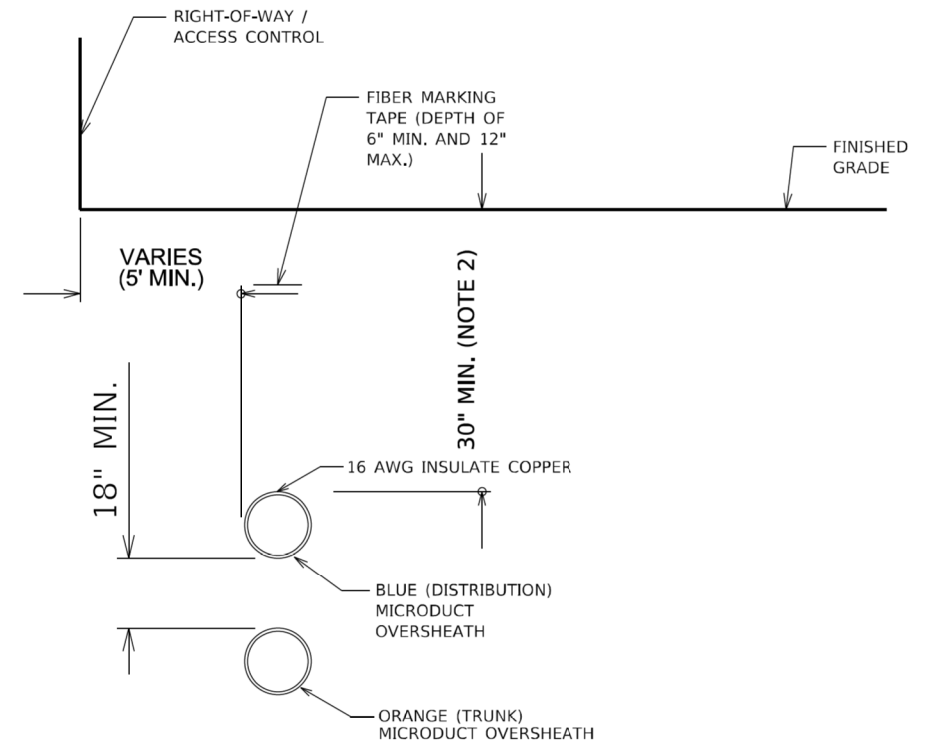 RIGHT-OF-WAY /
ACCESS CONTROL
FIBER MARKING
TAPE (DEPTH OF
6" MIN. AND 12"
MAX.)
FINISHED
GRADE
VARIES
(5' MIN.)
30" MIN. (NOTE 2)
18" MIN.
16 AWG INSULATE COPPER
BLUE (DISTRIBUTION)
MICRODUCT
OVERSHEATH
ORANGE (TRUNK)
MICRODUCT OVERSHEATH